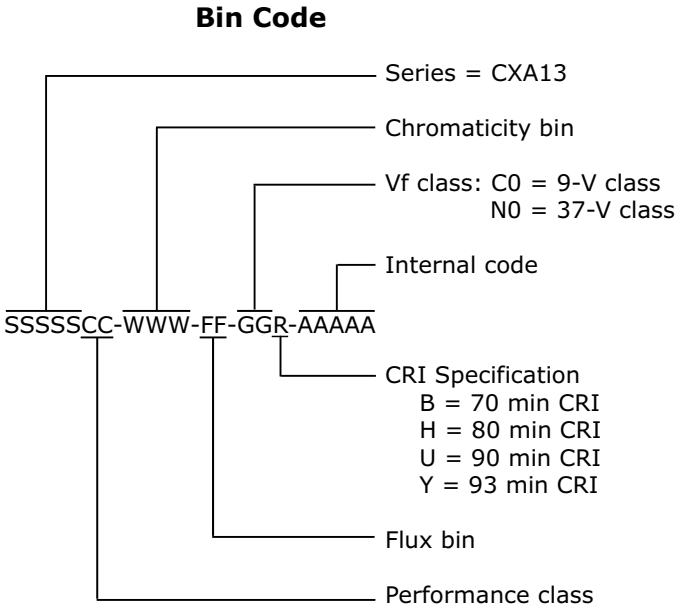 Bin Code
Series = CXA13
Chromaticity bin
Vf class: C0 = 9-V class
N0 = 37-V class
Internal code
SSSSSCC-WWW-FF-GGR-AAAAA
CRI Specification
B = 70 min CRI
H = 80 min CRI
U = 90 min CRI
Y = 93 min CRI
Flux bin
Performance class